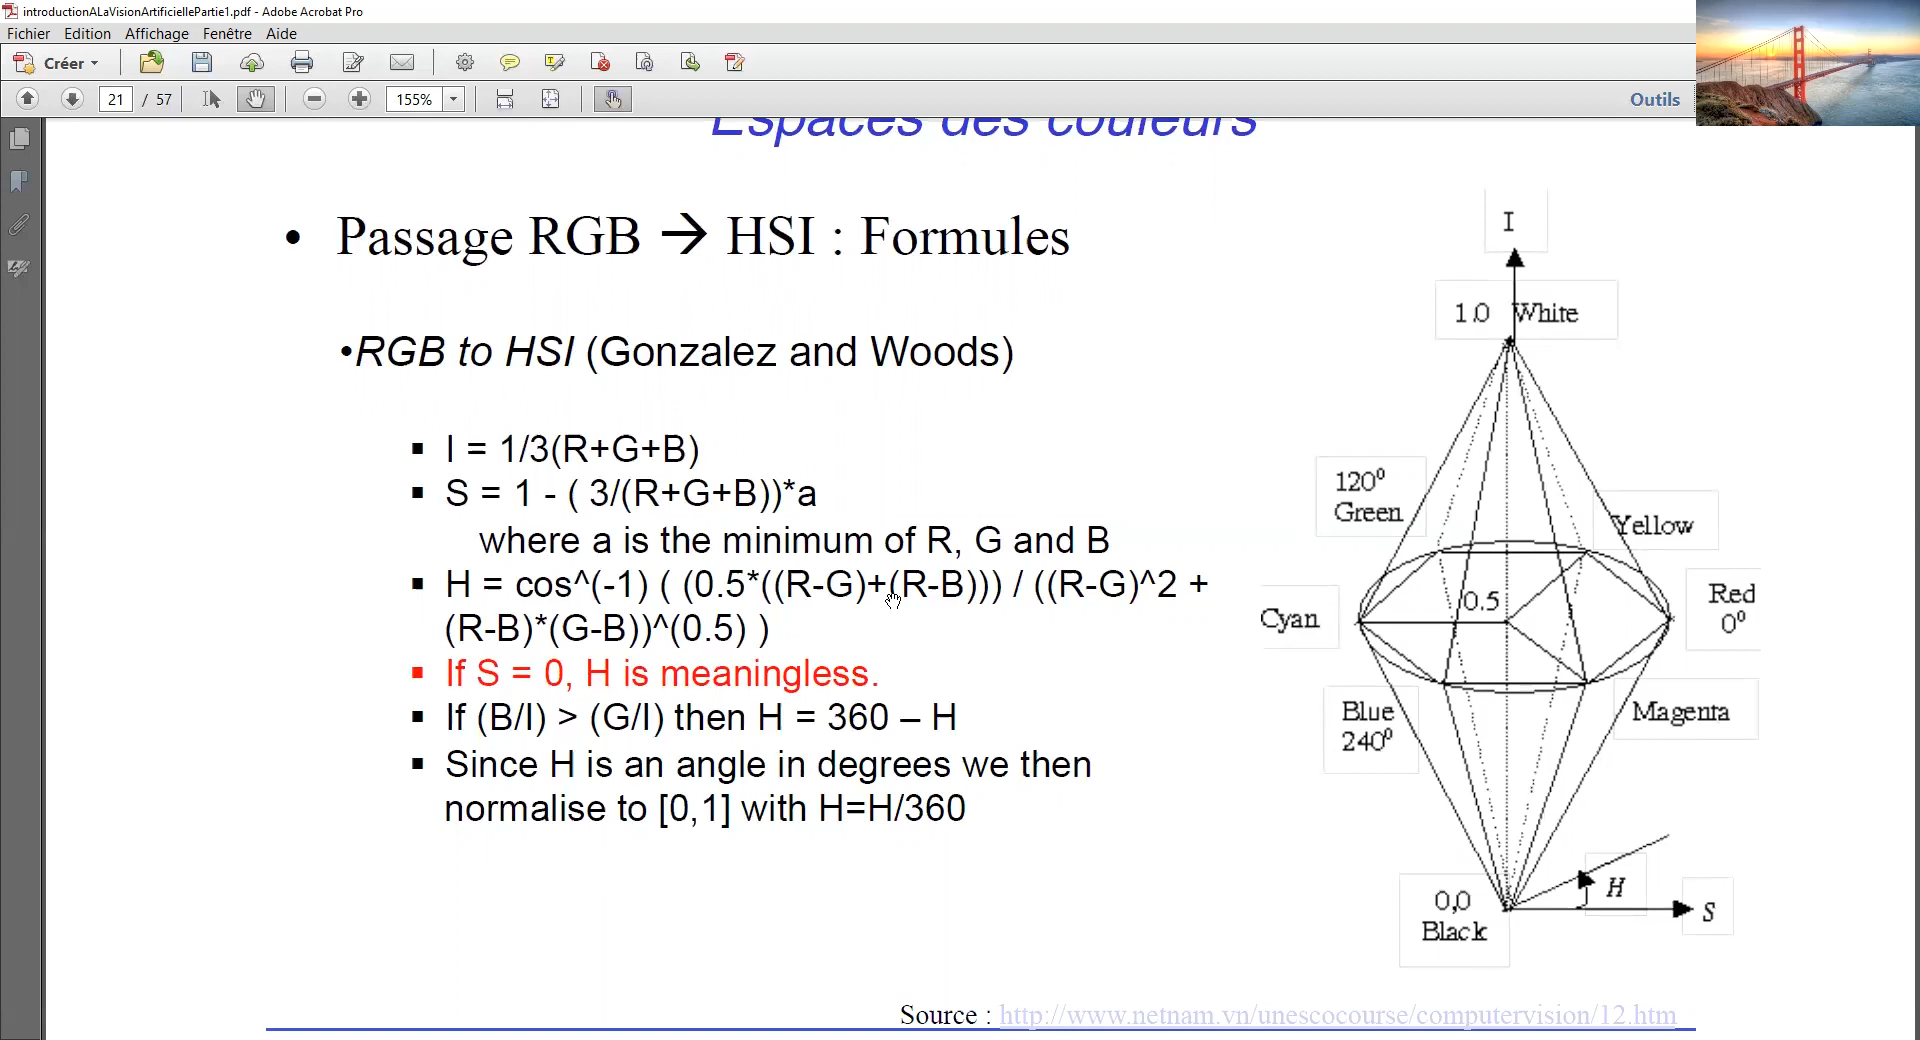 introductionALaVisionArtificiellePartie1.pdf - Adobe Acrobat Pro
Fichier Edition Affichage Fenêtre Aide
Créer
21 / 57 155% Outils
Espaces des couleurs
• Passage RGB → HSI : Formules
•RGB to HSI (Gonzalez and Woods)
▪ I = 1/3(R+G+B)
▪ S = 1 - ( 3/(R+G+B))*a
where a is the minimum of R, G and B
▪ H = cos^(-1) ( (0.5*((R-G)+(R-B))) / ((R-G)^2 +
(R-B)*(G-B))^(0.5) )
▪ If S = 0, H is meaningless.
▪ If (B/I) > (G/I) then H = 360 – H
▪ Since H is an angle in degrees we then
normalise to [0,1] with H=H/360
I
1.0 White
120⁰
Green
Yellow
0.5
Cyan
Red
0⁰
Blue
240⁰
Magenta
H
S
0,0
Black
Source : http://www.netnam.vn/unescocourse/computervision/12.htm